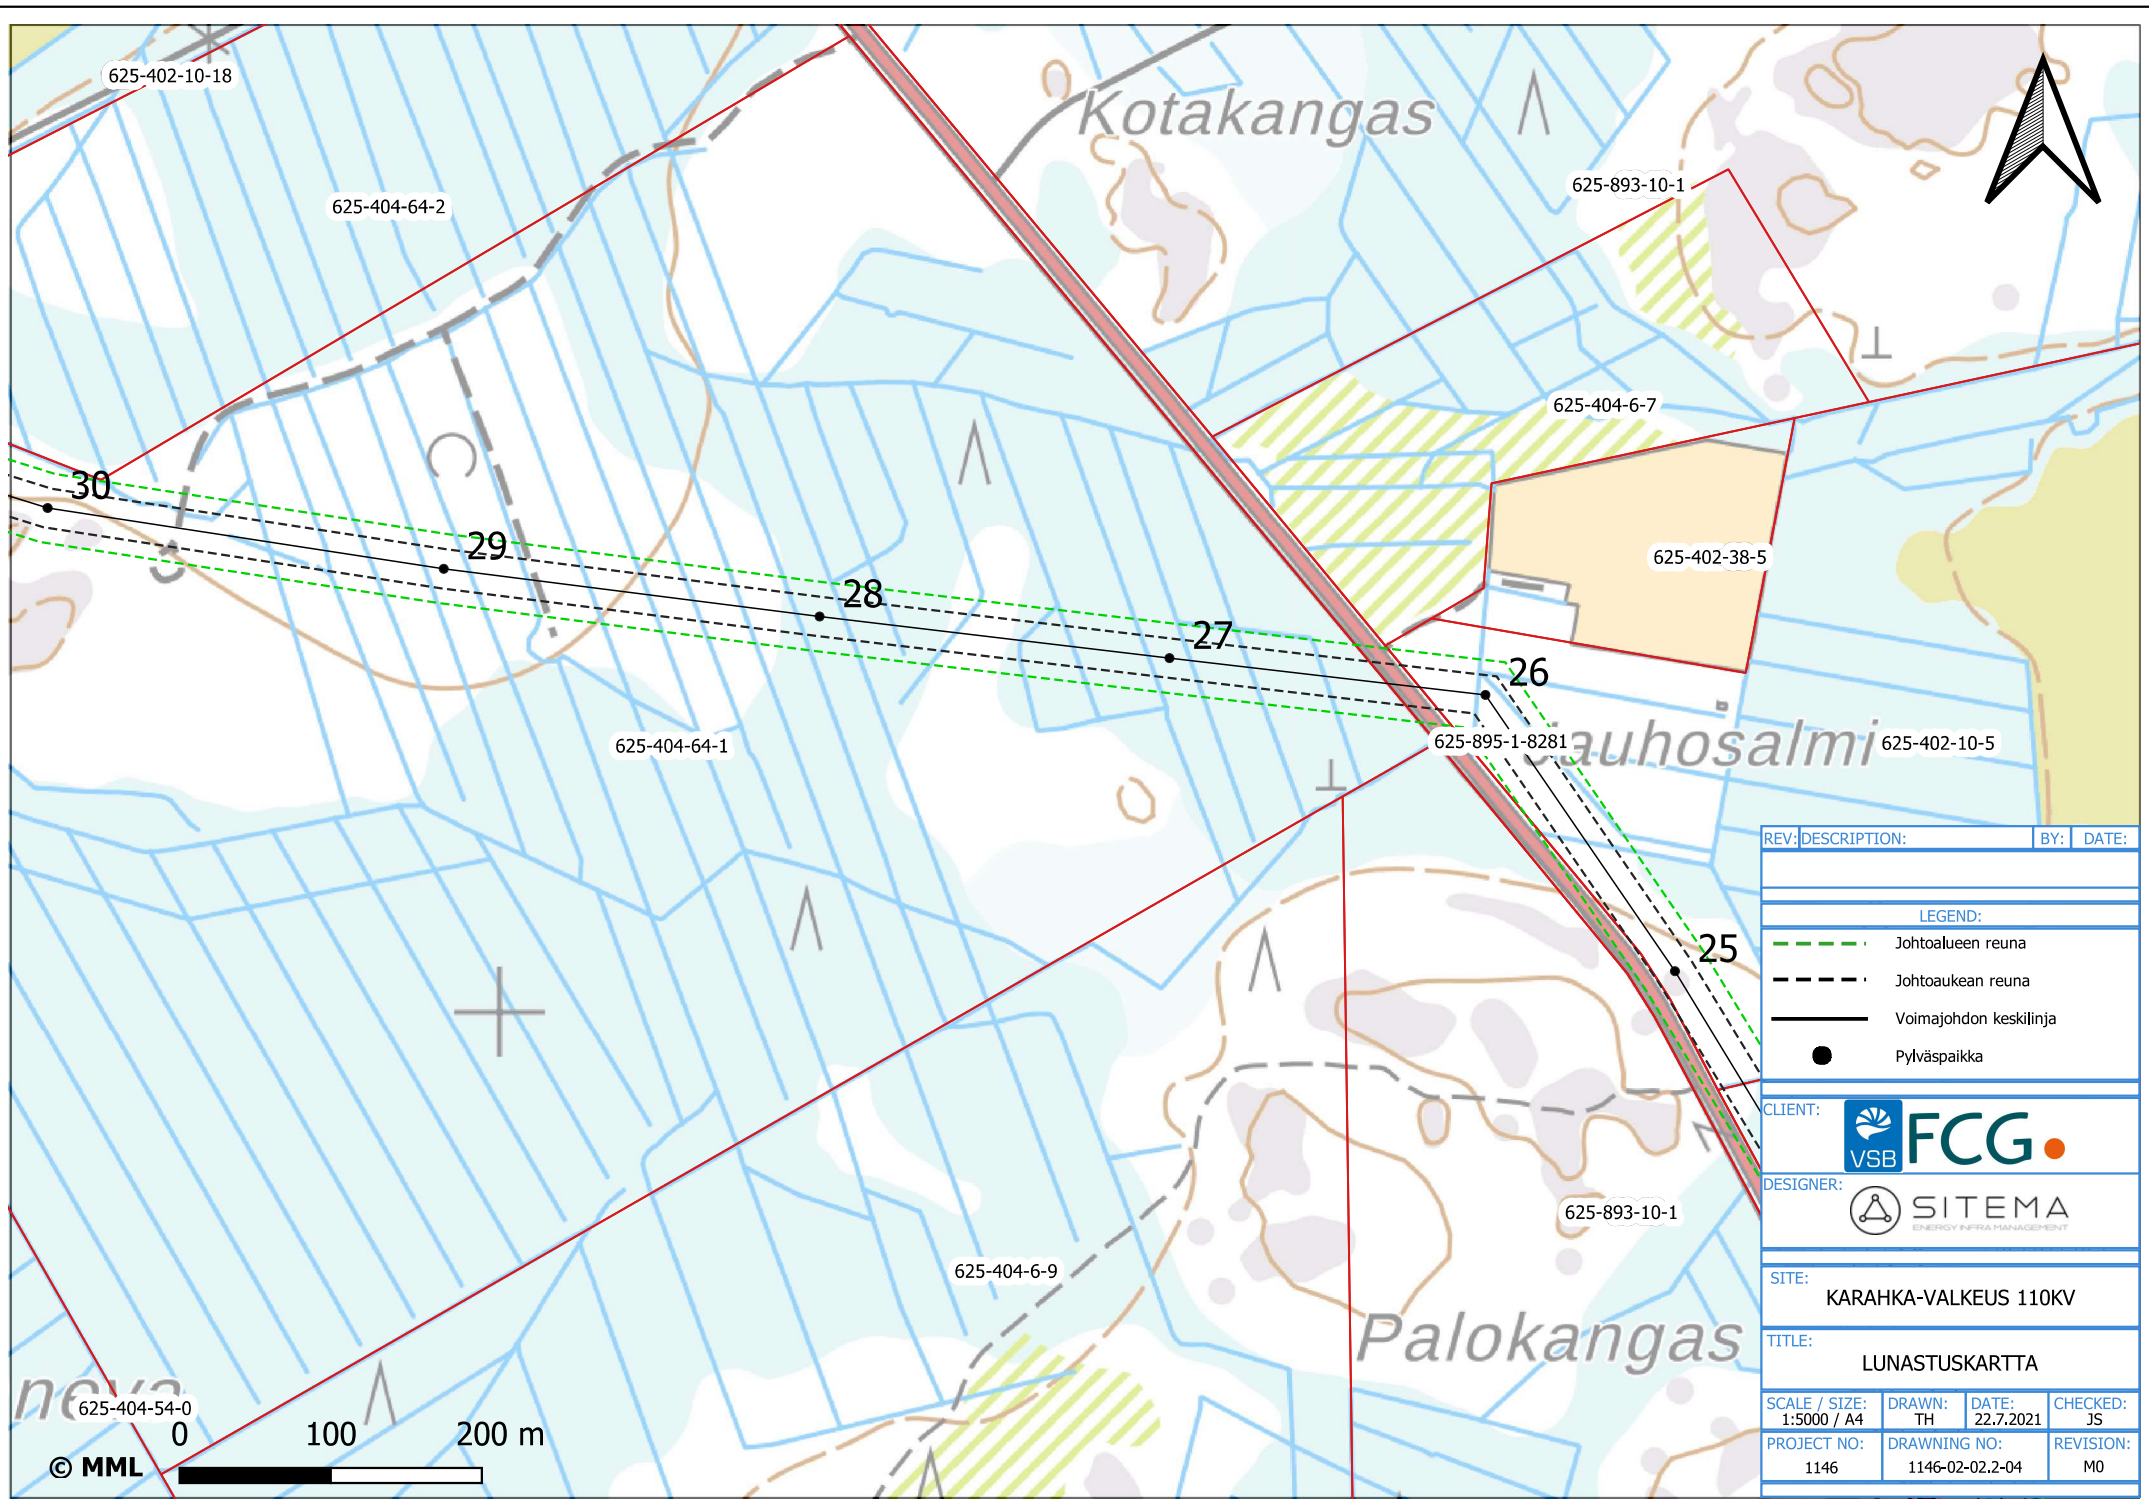 625-402-10-18
Kotakangas
625-404-64-2
625-893-10-1
625-404-6-7
30
29
28
27
26
25
625-402-38-5
625-404-64-1
625-895-1-8281
auhosalmi
625-402-10-5
625-893-10-1
625-404-6-9
Palokangas
neva
625-404-54-0
0 100 200 m
© MML
REV: DESCRIPTION: BY: DATE:
LEGEND:
Johtoalueen reuna
Johtoaukean reuna
Voimajohdon keskilinja
Pylväspaikka
CLIENT:
VSB FCG
DESIGNER:
SITEMA
ENERGY INFRA MANAGEMENT
SITE:
KARAHKA-VALKEUS 110KV
TITLE:
LUNASTUSKARTTA
SCALE / SIZE: DRAWN: DATE: CHECKED:
1:5000 / A4 TH 22.7.2021 JS
PROJECT NO: DRAWING NO: REVISION:
1146 1146-02-02.2-04 M0